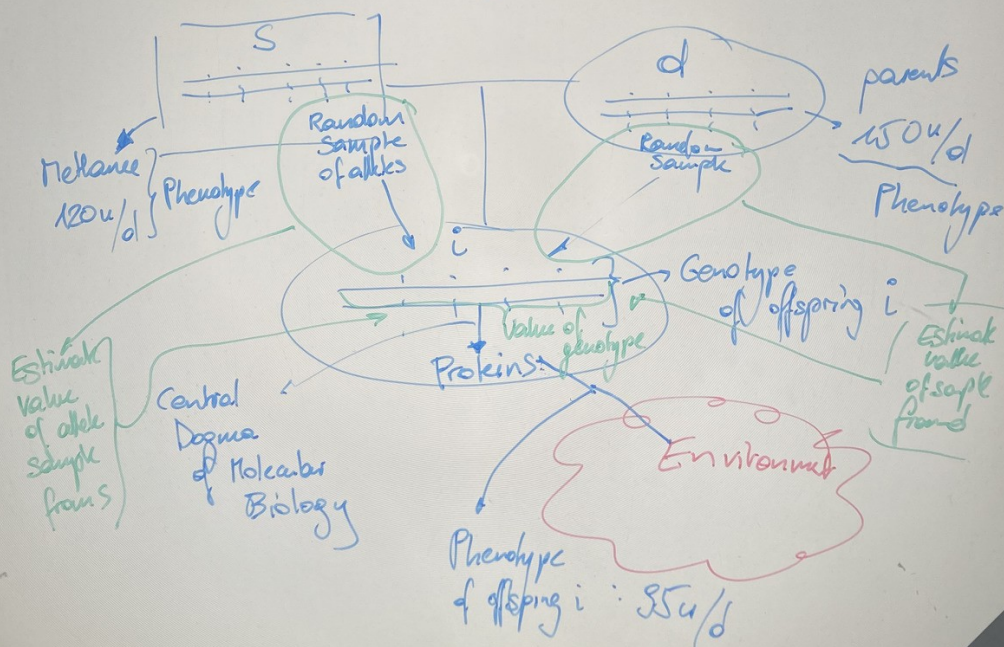 S
d
parents
150u/d
Phenotype
Random
Sample
of alleles
Random
Sample
Methane
120u/d
Phenotype
i
Genotype
of offspring i
Value of
genotype
Proteins
Estimate
value
of allele
sample
from S
Central
Dogma
of Molecular
Biology
Estimate
value
of sample
from d
Environment
Phenotype
of offspring i : 95u/d